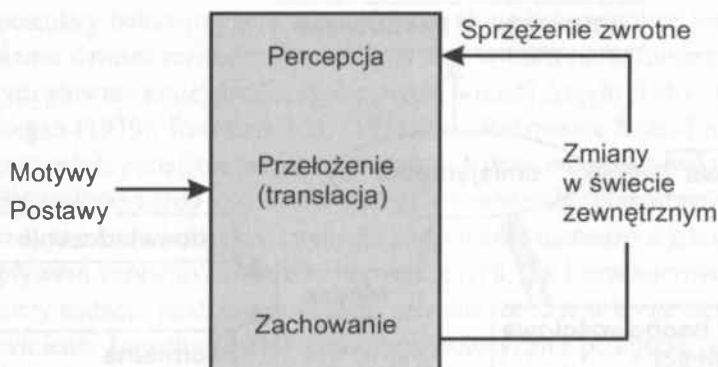 Sprzężenie zwrotne
Percepcja
Motywy
Postawy
Przełożenie
(translacja)
Zmiany
w świecie
zewnętrznym
Zachowanie